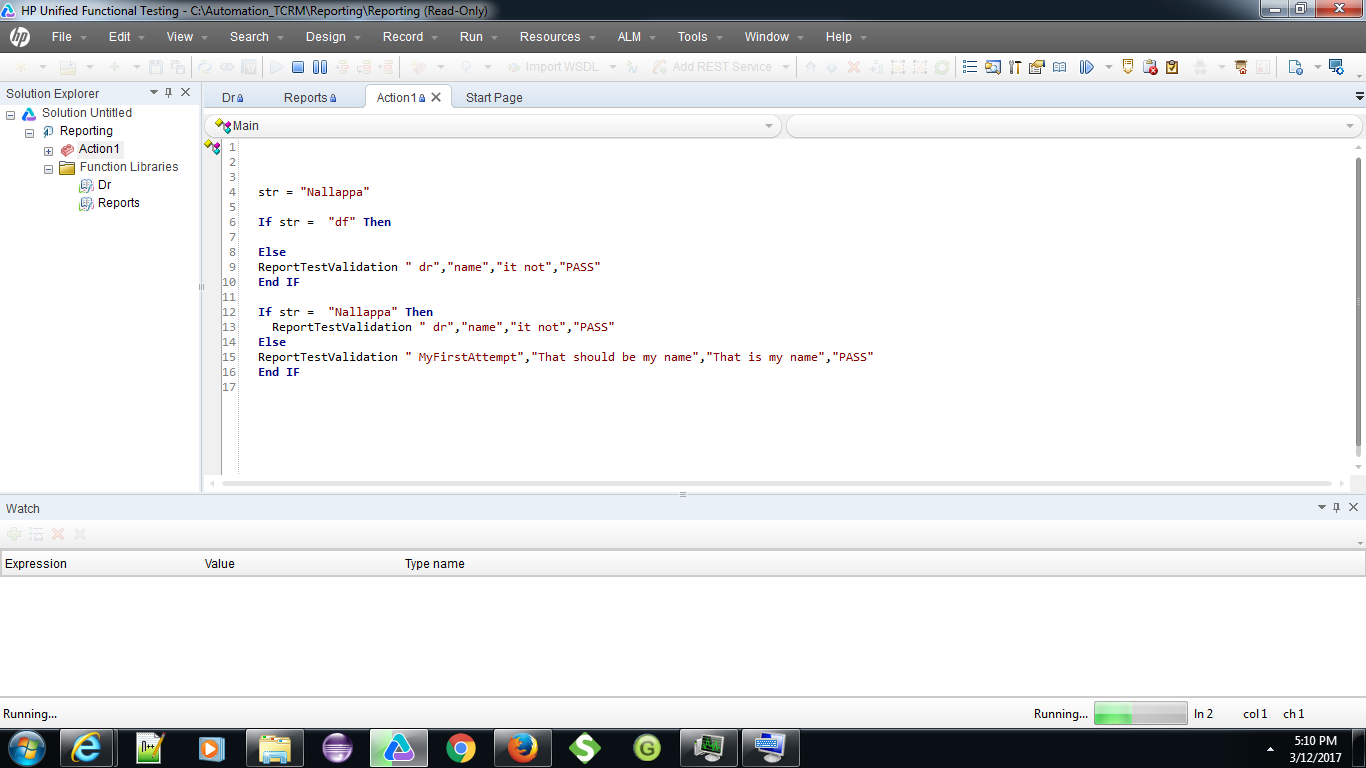 HP Unified Functional Testing - C:\Automation_TCRM\Reporting\Reporting (Read-Only)
hp File Edit View Search Design Record Run Resources ALM Tools Window Help
Import WSDL Add REST Service
Solution Explorer
Solution Untitled
Reporting
Action1
Function Libraries
Dr
Reports
Dr Reports Action1 Start Page
Main
1
2
3
4 str = "Nallappa"
5
6 If str =  "df" Then
7
8 Else
9 ReportTestValidation " dr","name","it not","PASS"
10 End IF
11
12 If str =  "Nallappa" Then
13   ReportTestValidation " dr","name","it not","PASS"
14 Else
15 ReportTestValidation " MyFirstAttempt","That should be my name","That is my name","PASS"
16 End IF
17
Watch
Expression Value Type name
Running... Running... ln 2 col 1 ch 1
5:10 PM
3/12/2017